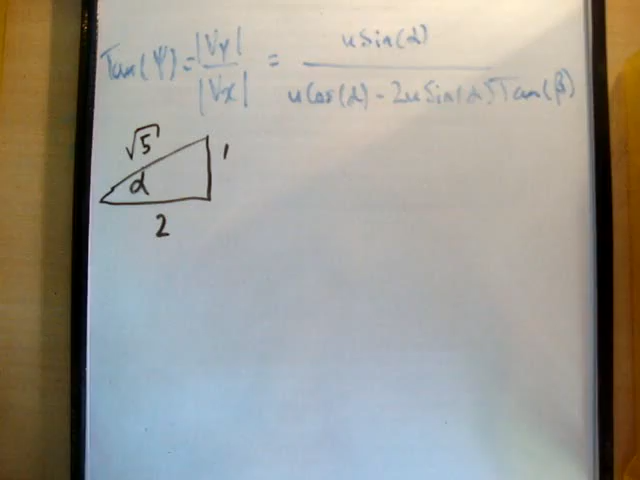 Tan(Ψ) = |Vy| / |Vx| = u Sin(α) / u Cos(α) - 2u Sin(α) Tan(β)
√5
1
α
2